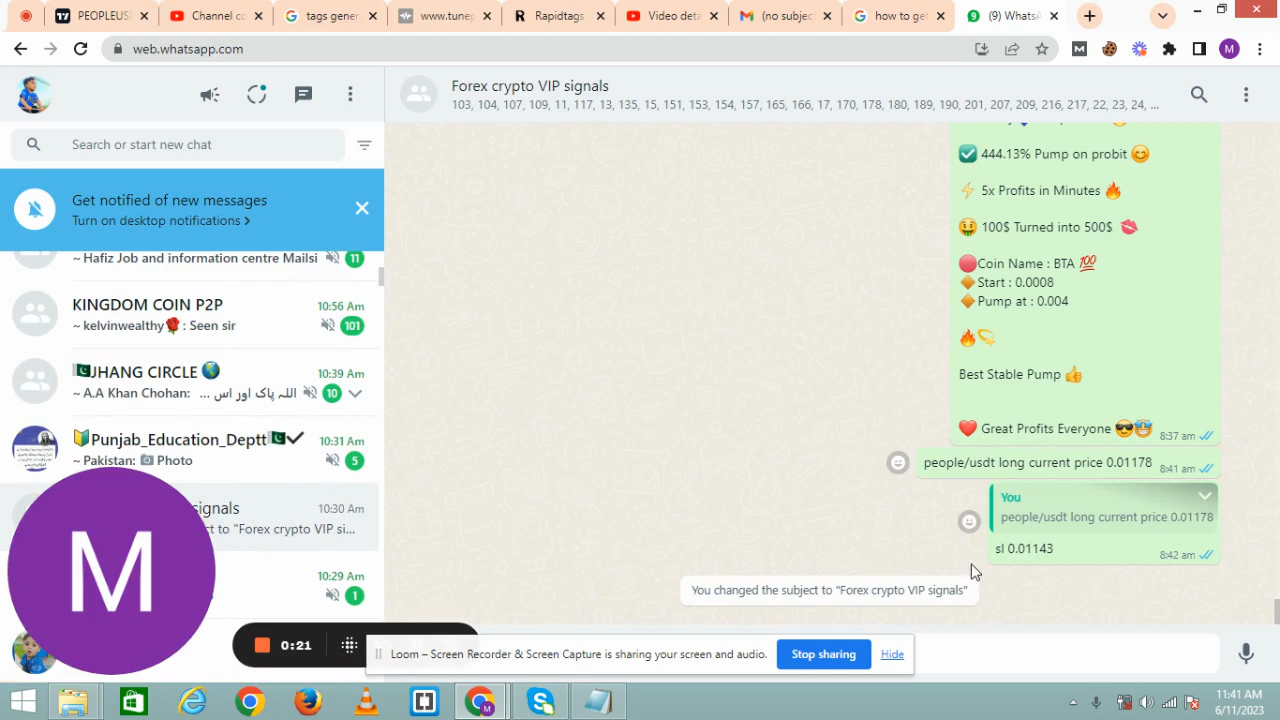 PEOPLEUS
Channel cc
tags gener
www.tunep
Rapidtags
Video deta
(no subjec
how to get
(9) WhatsA
web.whatsapp.com
M
Forex crypto VIP signals
103, 104, 107, 109, 11, 117, 13, 135, 15, 151, 153, 154, 157, 165, 166, 17, 170, 178, 180, 189, 190, 201, 207, 209, 216, 217, 22, 23, 24, ...
Search or start new chat
Get notified of new messages
Turn on desktop notifications >
~ Hafiz Job and information centre Mailsi
11
KINGDOM COIN P2P
10:56 Am
~ kelvinwealthy🌹: Seen sir
101
JHANG CIRCLE
10:39 Am
~ A.A Khan Chohan: اللہ پاک اور اس ...
10
Punjab_Education_Deptt
10:31 Am
~ Pakistan: Photo
5
ignals
10:30 Am
ct to "Forex crypto VIP si...
10:29 Am
1
M
444.13% Pump on probit 😊
⚡ 5x Profits in Minutes 🔥
🤑 100$ Turned into 500$ 💋
🔴Coin Name : BTA 💯
🔶Start : 0.0008
🔶Pump at : 0.004
🔥💫
Best Stable Pump 👍
❤️ Great Profits Everyone 😎🤩
8:37 am
people/usdt long current price 0.01178
8:41 am
You
people/usdt long current price 0.01178
sl 0.01143
8:42 am
You changed the subject to "Forex crypto VIP signals"
0:21
Loom – Screen Recorder & Screen Capture is sharing your screen and audio.
Stop sharing
Hide
11:41 AM
6/11/2023